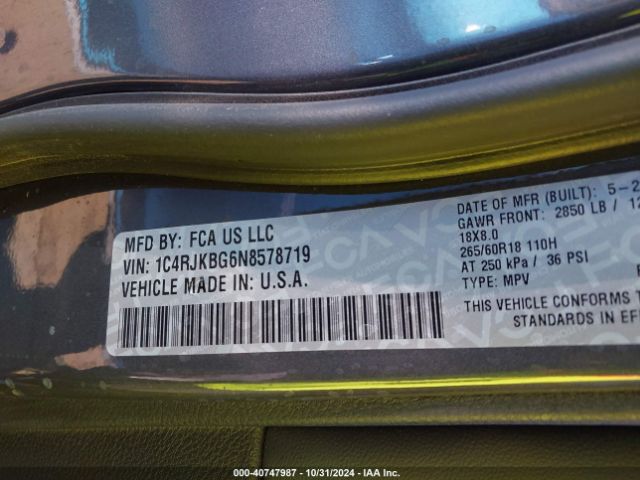 MFD BY: FCA US LLC
VIN: 1C4RJKBG6N8578719
VEHICLE MADE IN: U.S.A.
DATE OF MFR (BUILT): 5-2
GAWR FRONT: 2850 LB / 12
18X8.0
265/60R18 110H
AT 250 kPa / 36 PSI
TYPE: MPV
THIS VEHICLE CONFORMS T
STANDARDS IN EFF
000-40747987 - 10/31/2024 - IAA Inc.